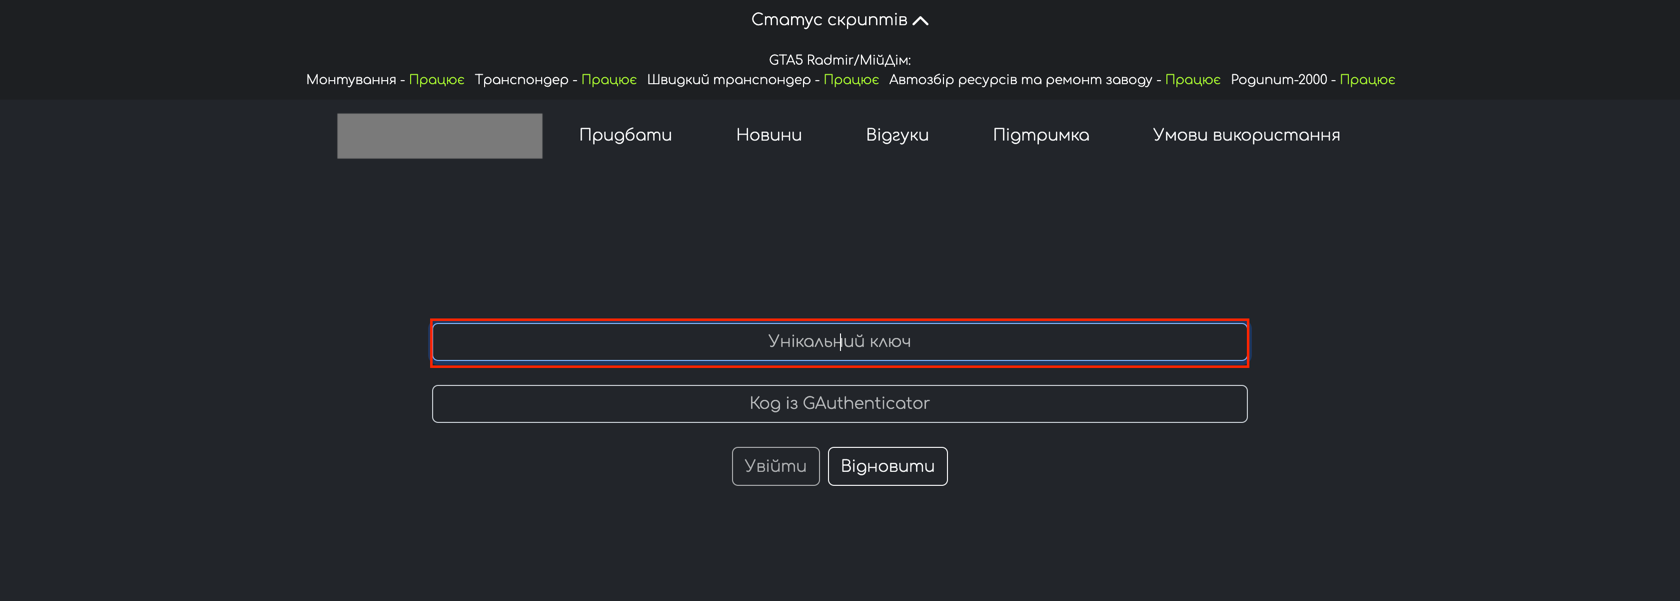 Статус скриптів
GTA5 Radmir/МійДім:
Монтування - Працює Транспондер - Працює Швидкий транспондер - Працює Автозбір ресурсів та ремонт заводу - Працює Родипит-2000 - Працює
Придбати Новини Відгуки Підтримка Умови використання
Унікальний ключ
Код із GAuthenticator
Увійти Відновити